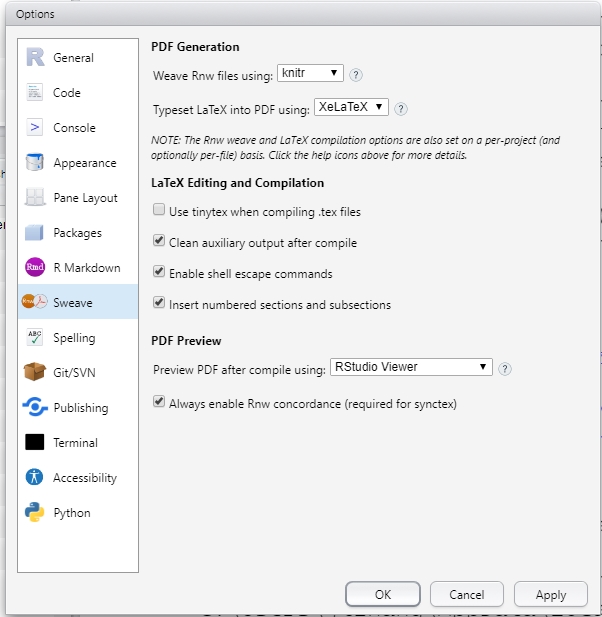 Options
General
Code
Console
Appearance
Pane Layout
Packages
Rmd R Markdown
Sweave
ABC Spelling
Git/SVN
Publishing
Terminal
Accessibility
Python
PDF Generation
Weave Rnw files using: knitr ?
Typeset LaTeX into PDF using: XeLaTeX ?
NOTE: The Rnw weave and LaTeX compilation options are also set on a per-project (and
optionally per-file) basis. Click the help icons above for more details.
LaTeX Editing and Compilation
Use tinytex when compiling .tex files
Clean auxiliary output after compile
Enable shell escape commands
Insert numbered sections and subsections
PDF Preview
Preview PDF after compile using: RStudio Viewer ?
Always enable Rnw concordance (required for synctex)
OK Cancel Apply